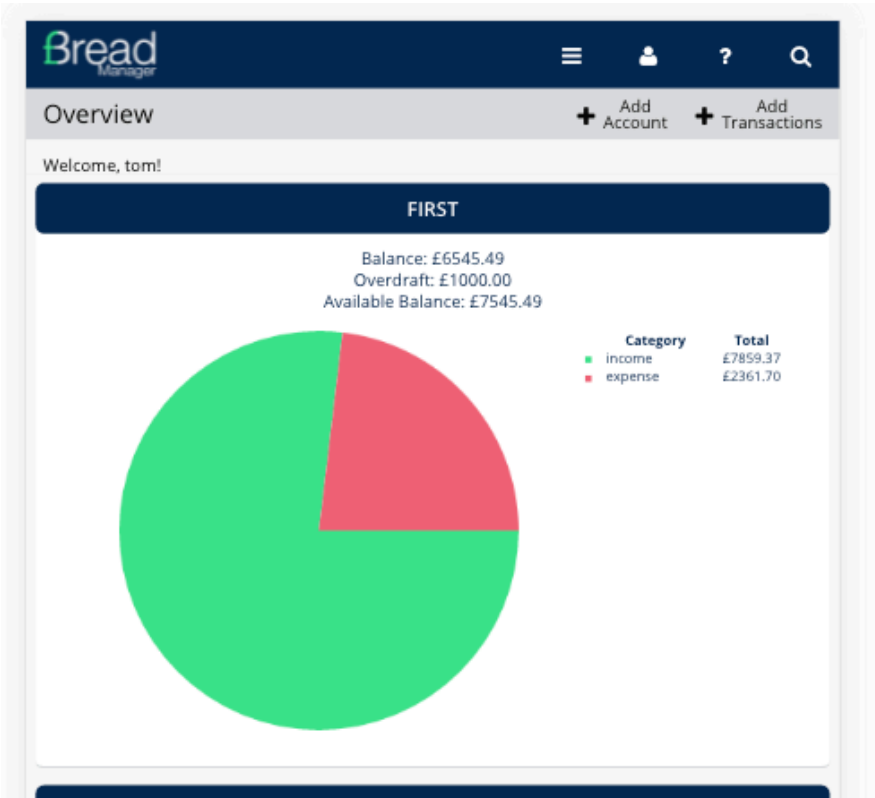 Bread
Manager
?
Overview
+ Add Account
+ Add Transactions
Welcome, tom!
FIRST
Balance: £6545.49
Overdraft: £1000.00
Available Balance: £7545.49
Category Total
income £7859.37
expense £2361.70